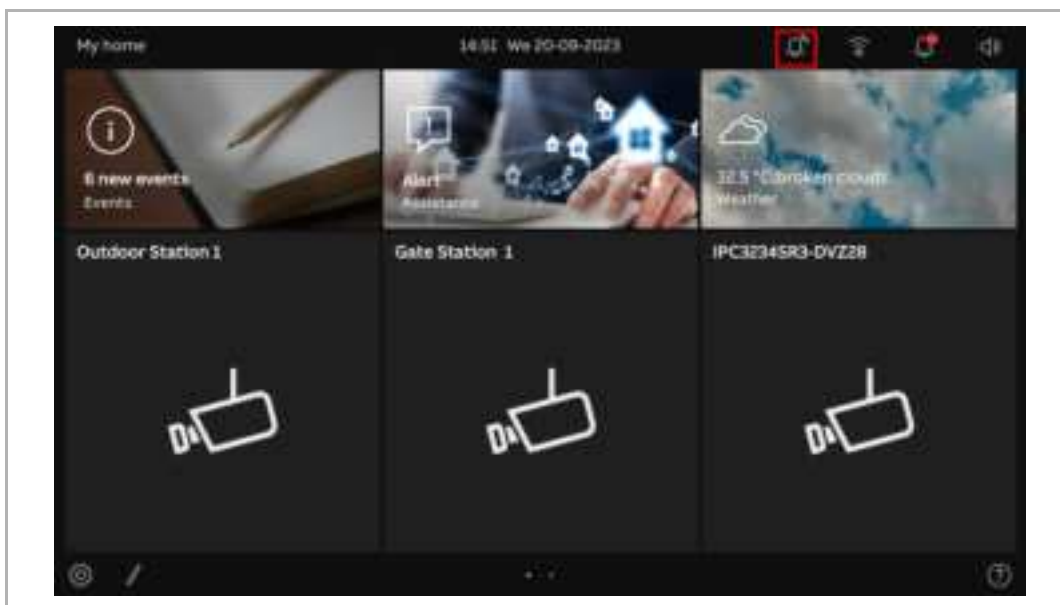 My home
14:51 We 20-09-2023
8 new events
Events
Alert
Assistance
32.5 °C broken clouds
Weather
Outdoor Station 1
Gate Station 1
IPC3234SR3-DVZ28